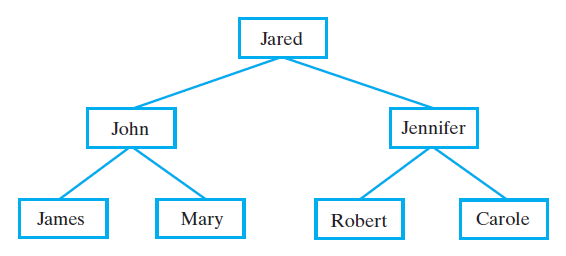 Jared
John
Jennifer
James
Mary
Robert
Carole